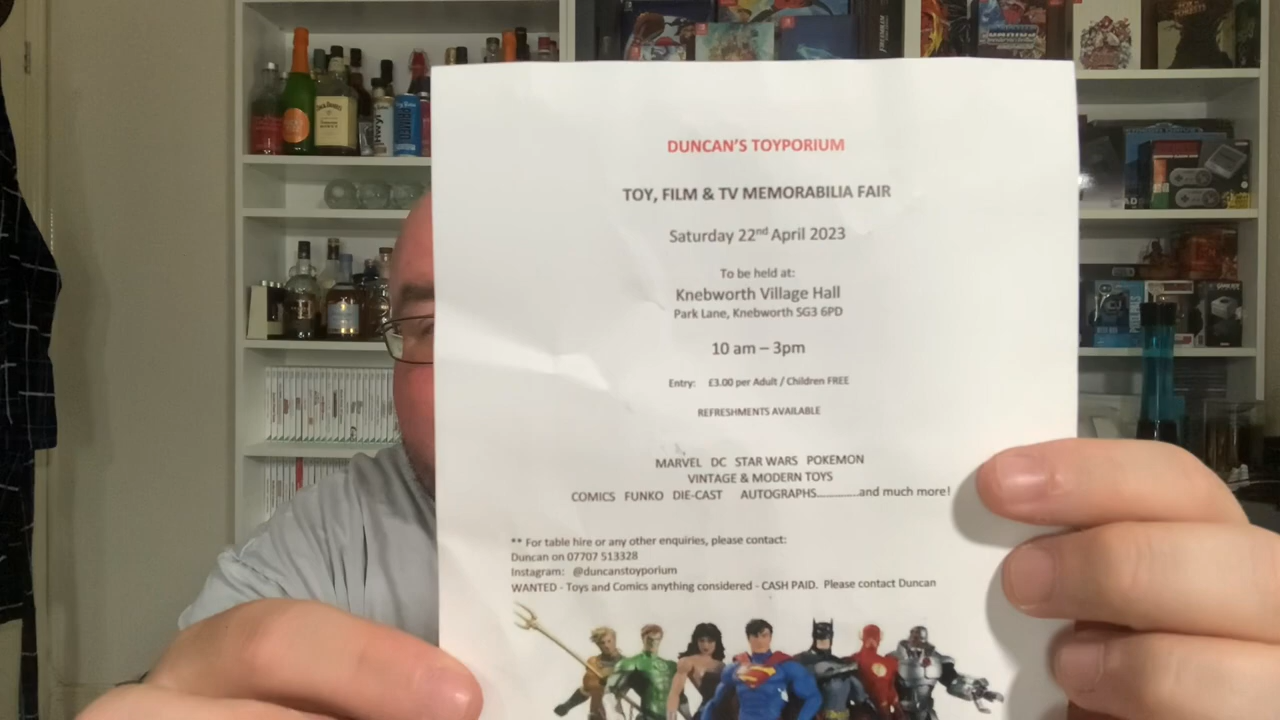 DUNCAN'S TOYPORIUM
TOY, FILM & TV MEMORABILIA FAIR
Saturday 22nd April 2023
To be held at:
Knebworth Village Hall
Park Lane, Knebworth SG3 6PD
10 am – 3pm
Entry: £3.00 per Adult / Children FREE
REFRESHMENTS AVAILABLE
MARVEL DC STAR WARS POKEMON
VINTAGE & MODERN TOYS
COMICS FUNKO DIE-CAST AUTOGRAPHS..............and much more!
** For table hire or any other enquiries, please contact:
Duncan on 07707 513328
Instagram: @duncanstoyporium
WANTED - Toys and Comics anything considered - CASH PAID. Please contact Duncan